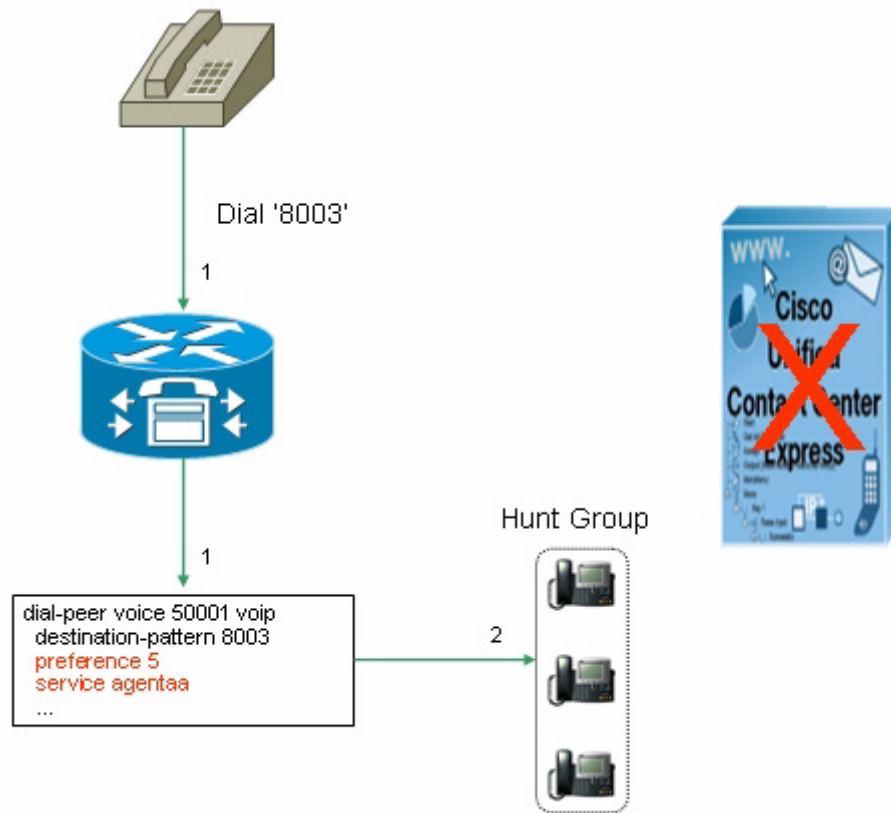 Dial '8003'
1
www.
@
Cisco
Unified
Contact Center
Express
1
Hunt Group
dial-peer voice 50001 voip
destination-pattern 8003
preference 5
service agentaa
...
2